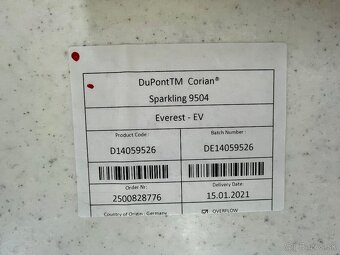 DuPontTM Corian®
Sparkling 9504
Everest - EV
Product Code: Batch Number
D14059526 DE14059526
Order Nr: Delivery Date:
2500828776 15.01.2021
Country of Origin : Germany OVERFLOW